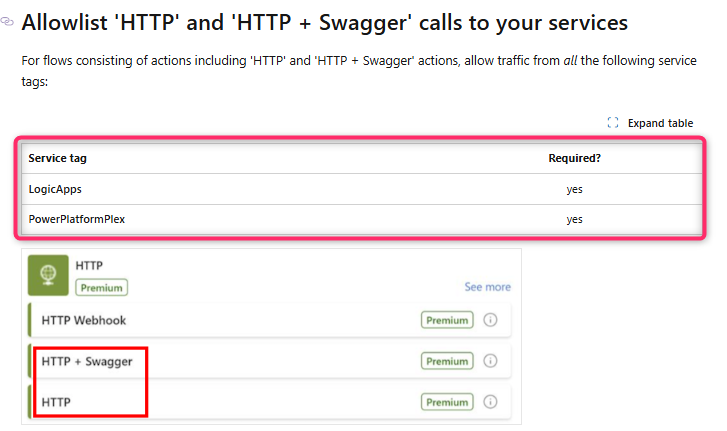 Allowlist 'HTTP' and 'HTTP + Swagger' calls to your services
For flows consisting of actions including 'HTTP' and 'HTTP + Swagger' actions, allow traffic from all the following service
tags:
Expand table
Service tag Required?
LogicApps yes
PowerPlatformPlex yes
HTTP
Premium
See more
HTTP Webhook Premium
HTTP + Swagger Premium
HTTP Premium